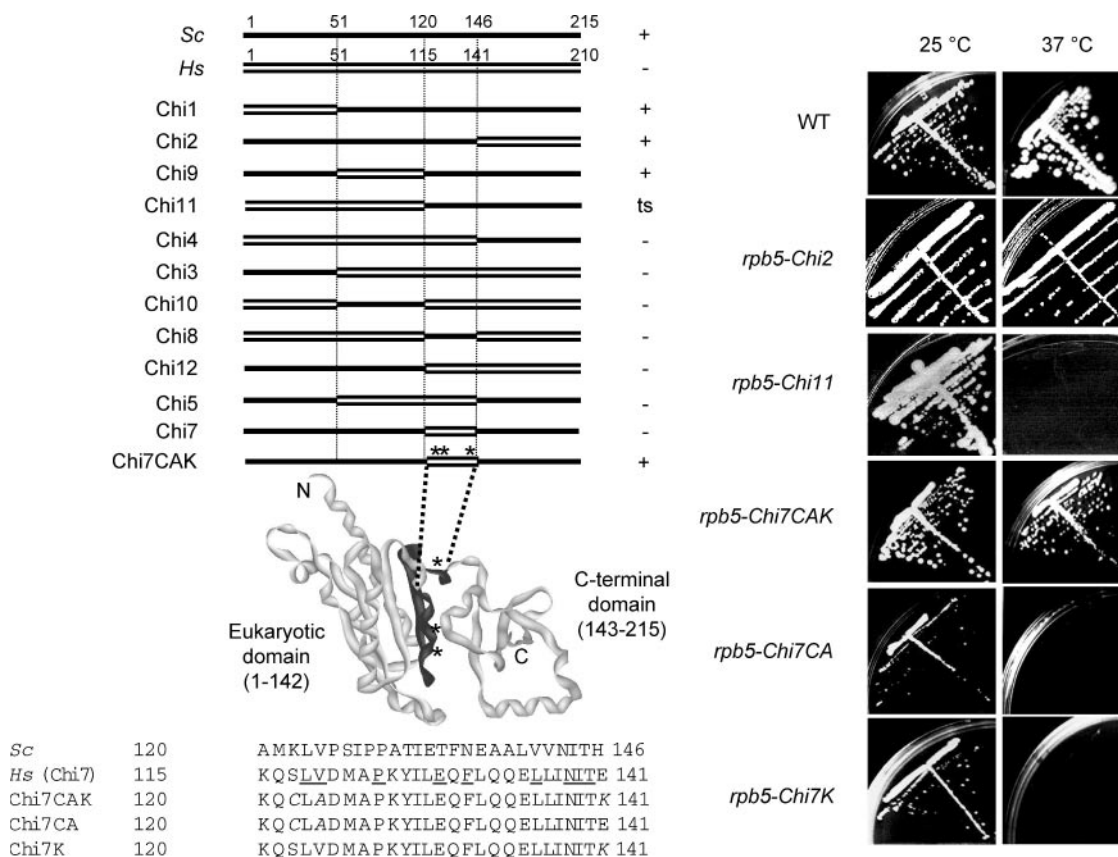 1 51 120 146 215
Sc +
1 51 115 141 210
Hs -
Chi1 +
Chi2 +
Chi9 +
Chi11 ts
Chi4 -
Chi3 -
Chi10 -
Chi8 -
Chi12 -
Chi5 -
Chi7 -
** *
Chi7CAK +
N
*
C-terminal
domain
(143-215)
*
*
C
Eukaryotic
domain
(1-142)
Sc 120 AMKLVPSIPPATIETFNEAALVVNITH 146
Hs (Chi7) 115 KQSLVDMAPKYILEQFLQQELLINITE 141
Chi7CAK 120 KQCLADMAPKYILEQFLQQELLINITK 141
Chi7CA 120 KQCLADMAPKYILEQFLQQELLINITE 141
Chi7K 120 KQSLVDMAPKYILEQFLQQELLINITK 141
25 °C 37 °C
WT
rpb5-Chi2
rpb5-Chi11
rpb5-Chi7CAK
rpb5-Chi7CA
rpb5-Chi7K